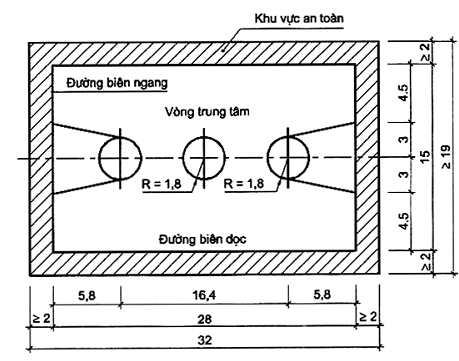 Khu vực an toàn
Đường biên ngang
Vòng trung tâm
R = 1,8
R = 1,8
Đường biên dọc
≥ 2
4.5
3
3
4.5
≥ 2
15
≥ 19
5,8
16,4
5,8
≥ 2
28
≥ 2
32